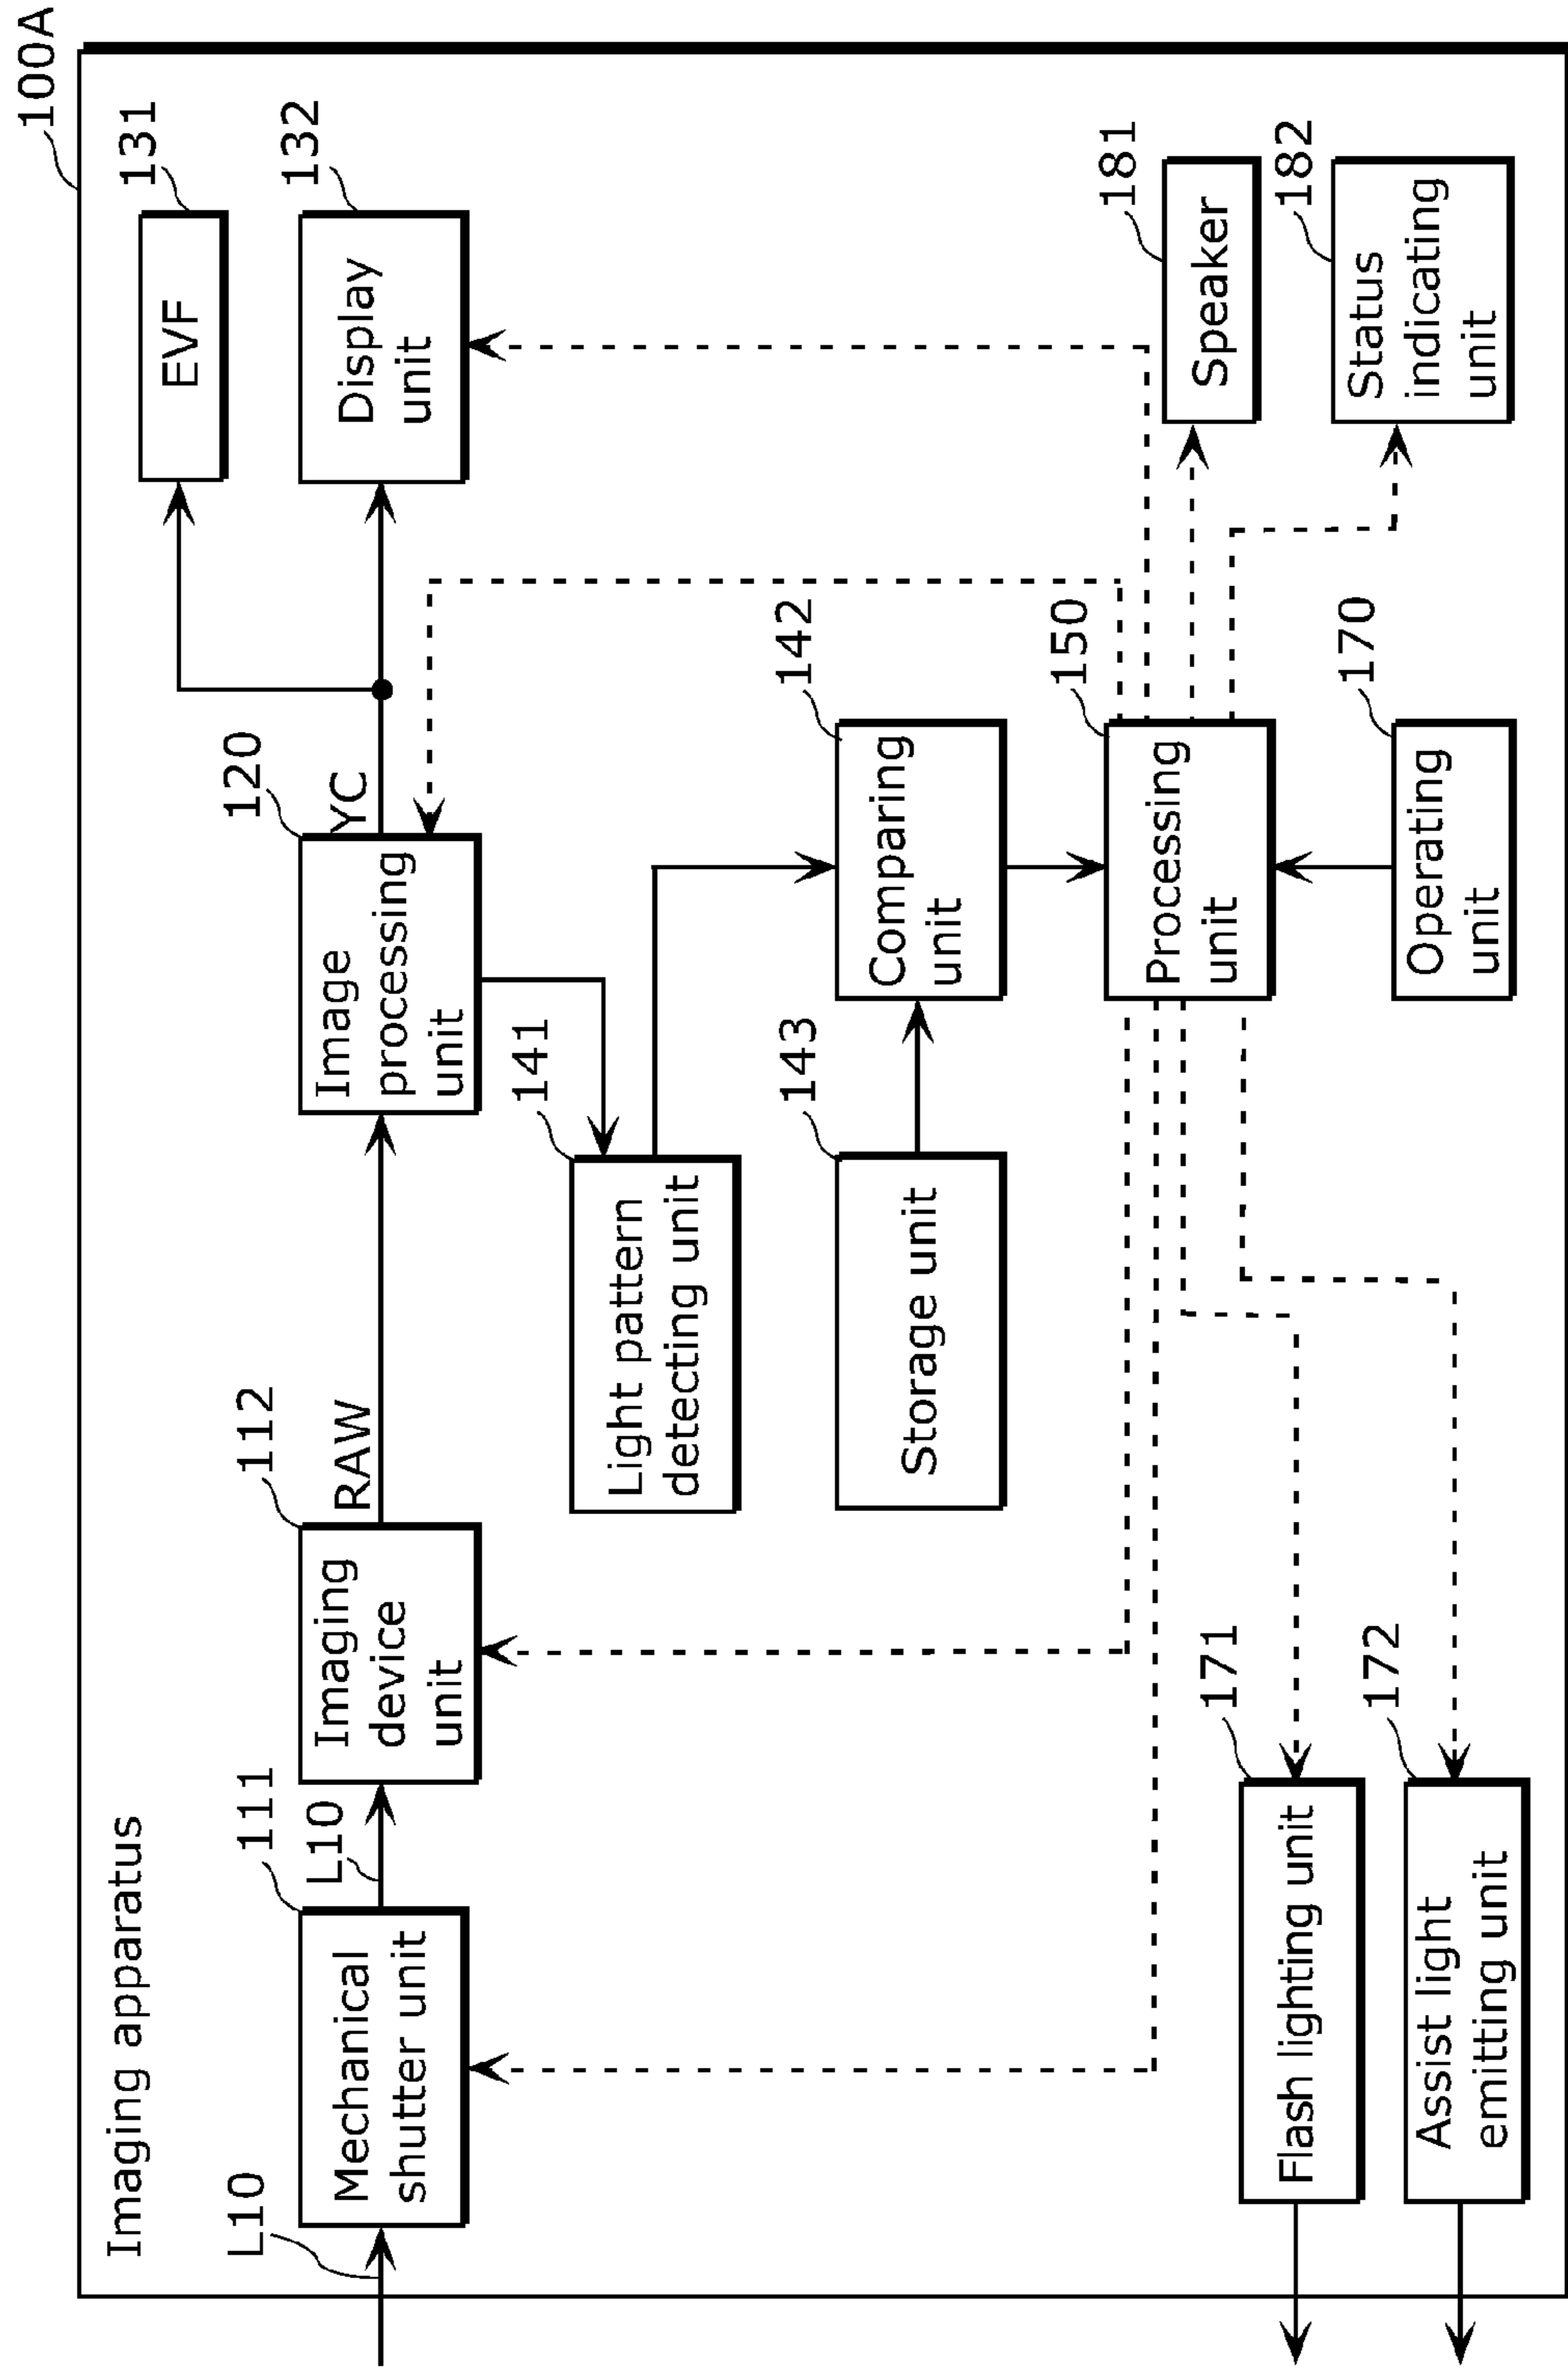 100A
Imaging apparatus
131
EVF
132
Display
unit
120
YC
Image
processing
unit
112
RAW
Imaging
device
unit
111
L10
Mechanical
shutter unit
L10
141
Light pattern
detecting unit
142
Comparing
unit
143
Storage unit
150
Processing
unit
170
Operating
unit
181
Speaker
182
Status
indicating
unit
171
Flash lighting unit
172
Assist light
emitting unit